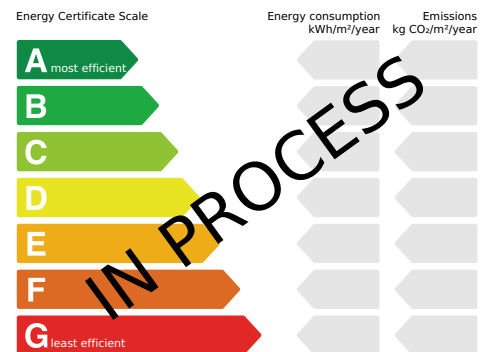 Energy Certificate Scale
Energy consumption
kWh/m²/year
Emissions
kg CO₂/m²/year
A most efficient
B
C
D
E
F
G least efficient
IN PROCESS